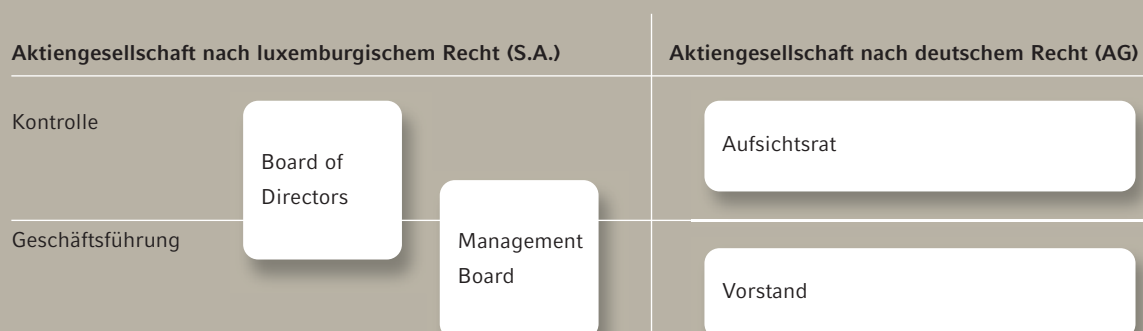 Aktiengesellschaft nach luxemburgischem Recht (S.A.)
Aktiengesellschaft nach deutschem Recht (AG)
Kontrolle
Board of
Directors
Aufsichtsrat
Geschäftsführung
Management
Board
Vorstand